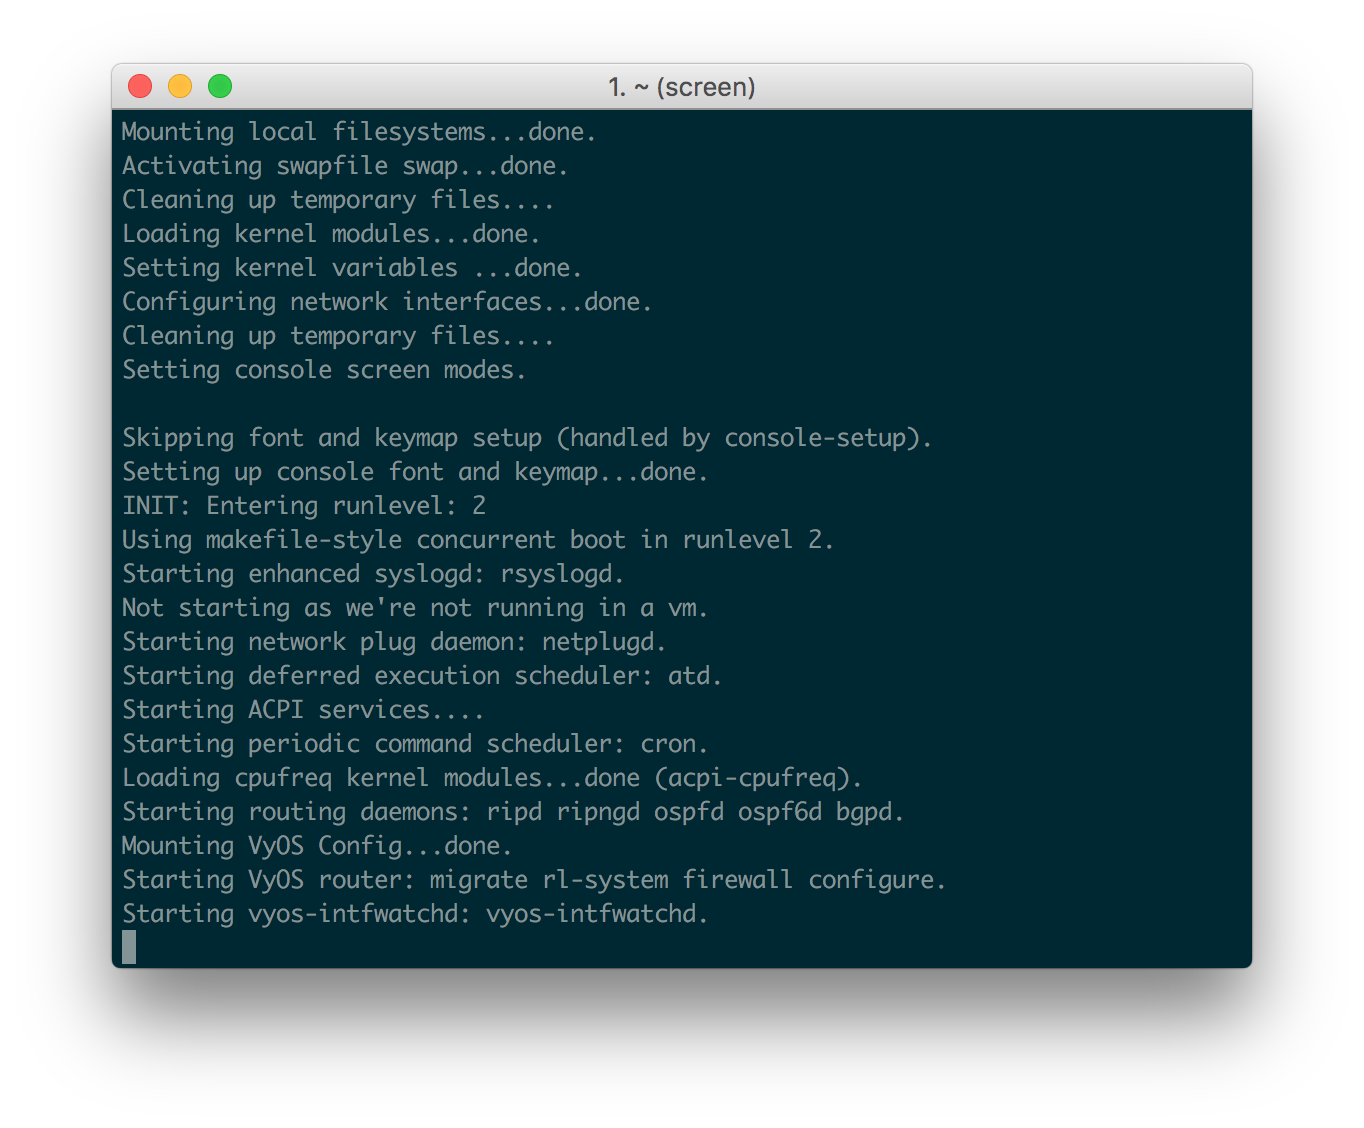 1. ~ (screen)
Mounting local filesystems...done.
Activating swapfile swap...done.
Cleaning up temporary files....
Loading kernel modules...done.
Setting kernel variables ...done.
Configuring network interfaces...done.
Cleaning up temporary files....
Setting console screen modes.
Skipping font and keymap setup (handled by console-setup).
Setting up console font and keymap...done.
INIT: Entering runlevel: 2
Using makefile-style concurrent boot in runlevel 2.
Starting enhanced syslogd: rsyslogd.
Not starting as we're not running in a vm.
Starting network plug daemon: netplugd.
Starting deferred execution scheduler: atd.
Starting ACPI services....
Starting periodic command scheduler: cron.
Loading cpufreq kernel modules...done (acpi-cpufreq).
Starting routing daemons: ripd ripngd ospfd ospf6d bgpd.
Mounting VyOS Config...done.
Starting VyOS router: migrate rl-system firewall configure.
Starting vyos-intfwatchd: vyos-intfwatchd.